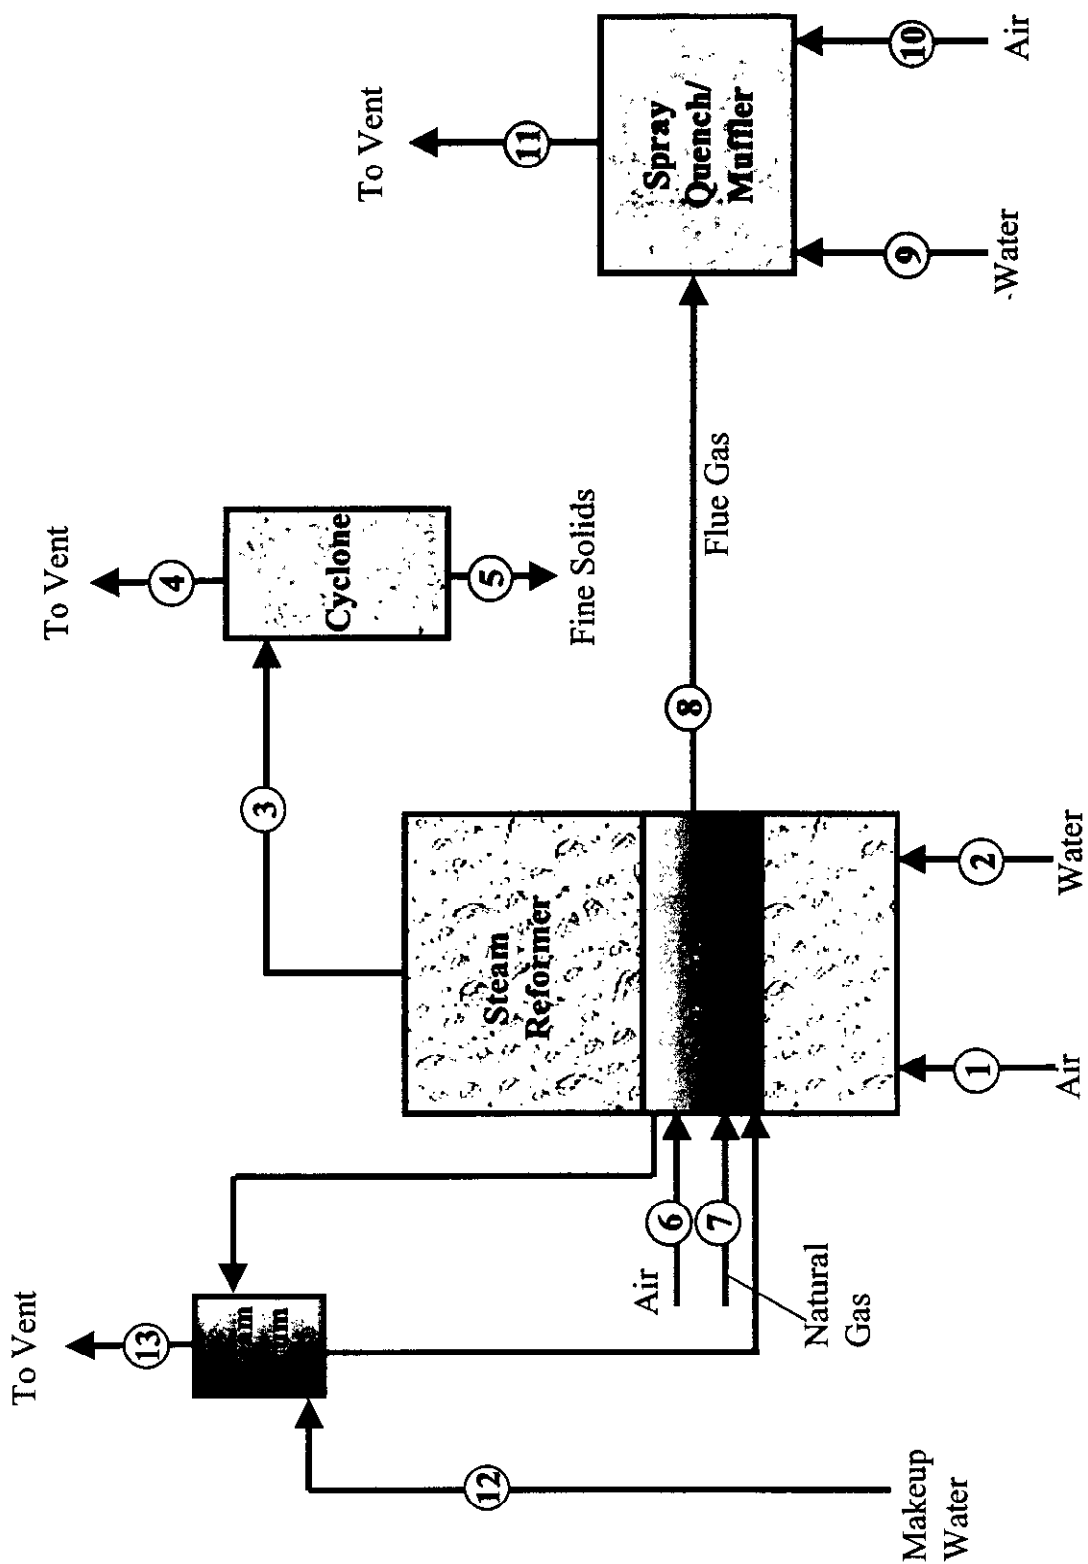 To Vent
13
am
um
12
Makeup
Water
Air
6
7
Natural
Gas
Steam
Reformer
1
Air
2
Water
3
To Vent
4
Cyclone
5
Fine Solids
8
Flue Gas
To Vent
11
Spray
Quench/
Muffler
9
Water
10
Air